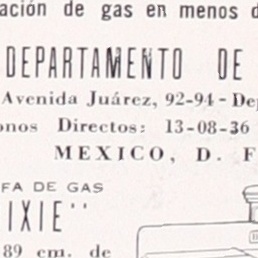 ación de gas en menos d
DEPARTAMENTO DE
Avenida Juárez, 92-94 - De
onos Directos: 13-08-36
MEXICO, D. F
FA DE GAS
IXIE''
89 cm. de